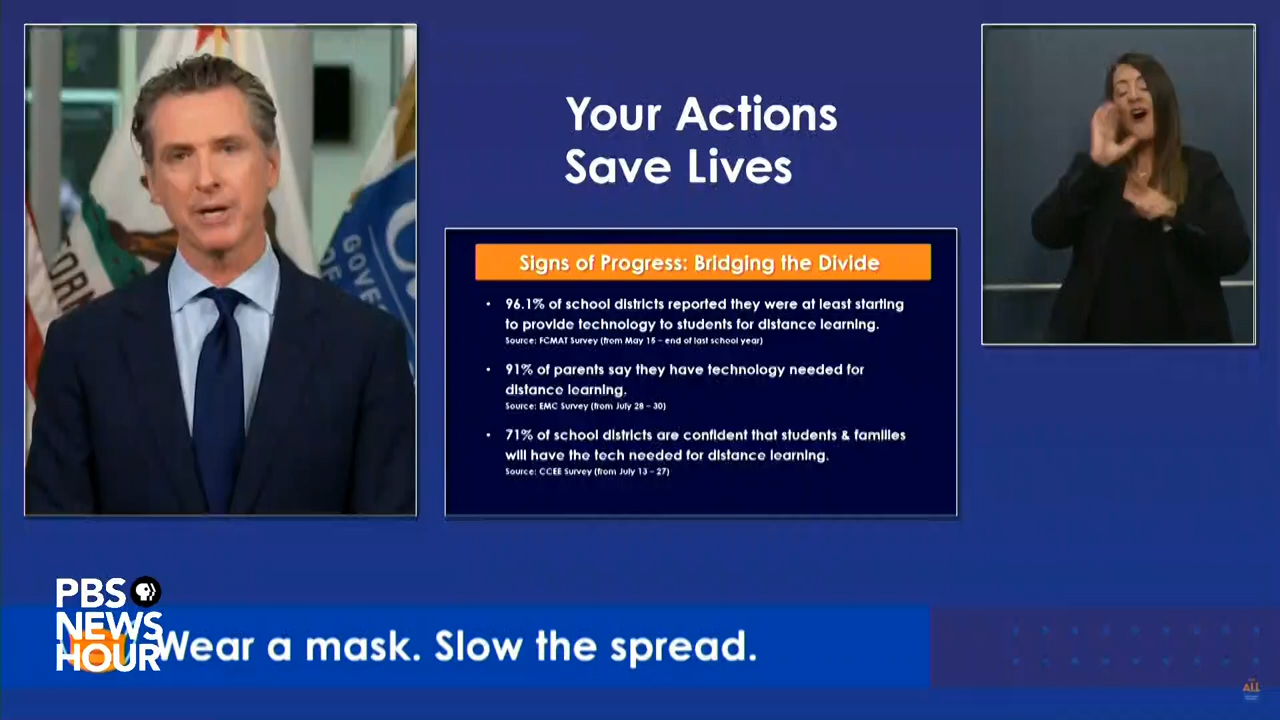 Your Actions
Save Lives
Signs of Progress: Bridging the Divide
• 96.1% of school districts reported they were at least starting
to provide technology to students for distance learning.
Source: FCMAT Survey (from May 15 - end of last school year)
• 91% of parents say they have technology needed for
distance learning.
Source: EMC Survey (from July 28 - 30)
• 71% of school districts are confident that students & families
will have the tech needed for distance learning.
Source: CCEE Survey (from July 13 - 27)
PBS
NEWS
HOUR
Wear a mask. Slow the spread.
ALL